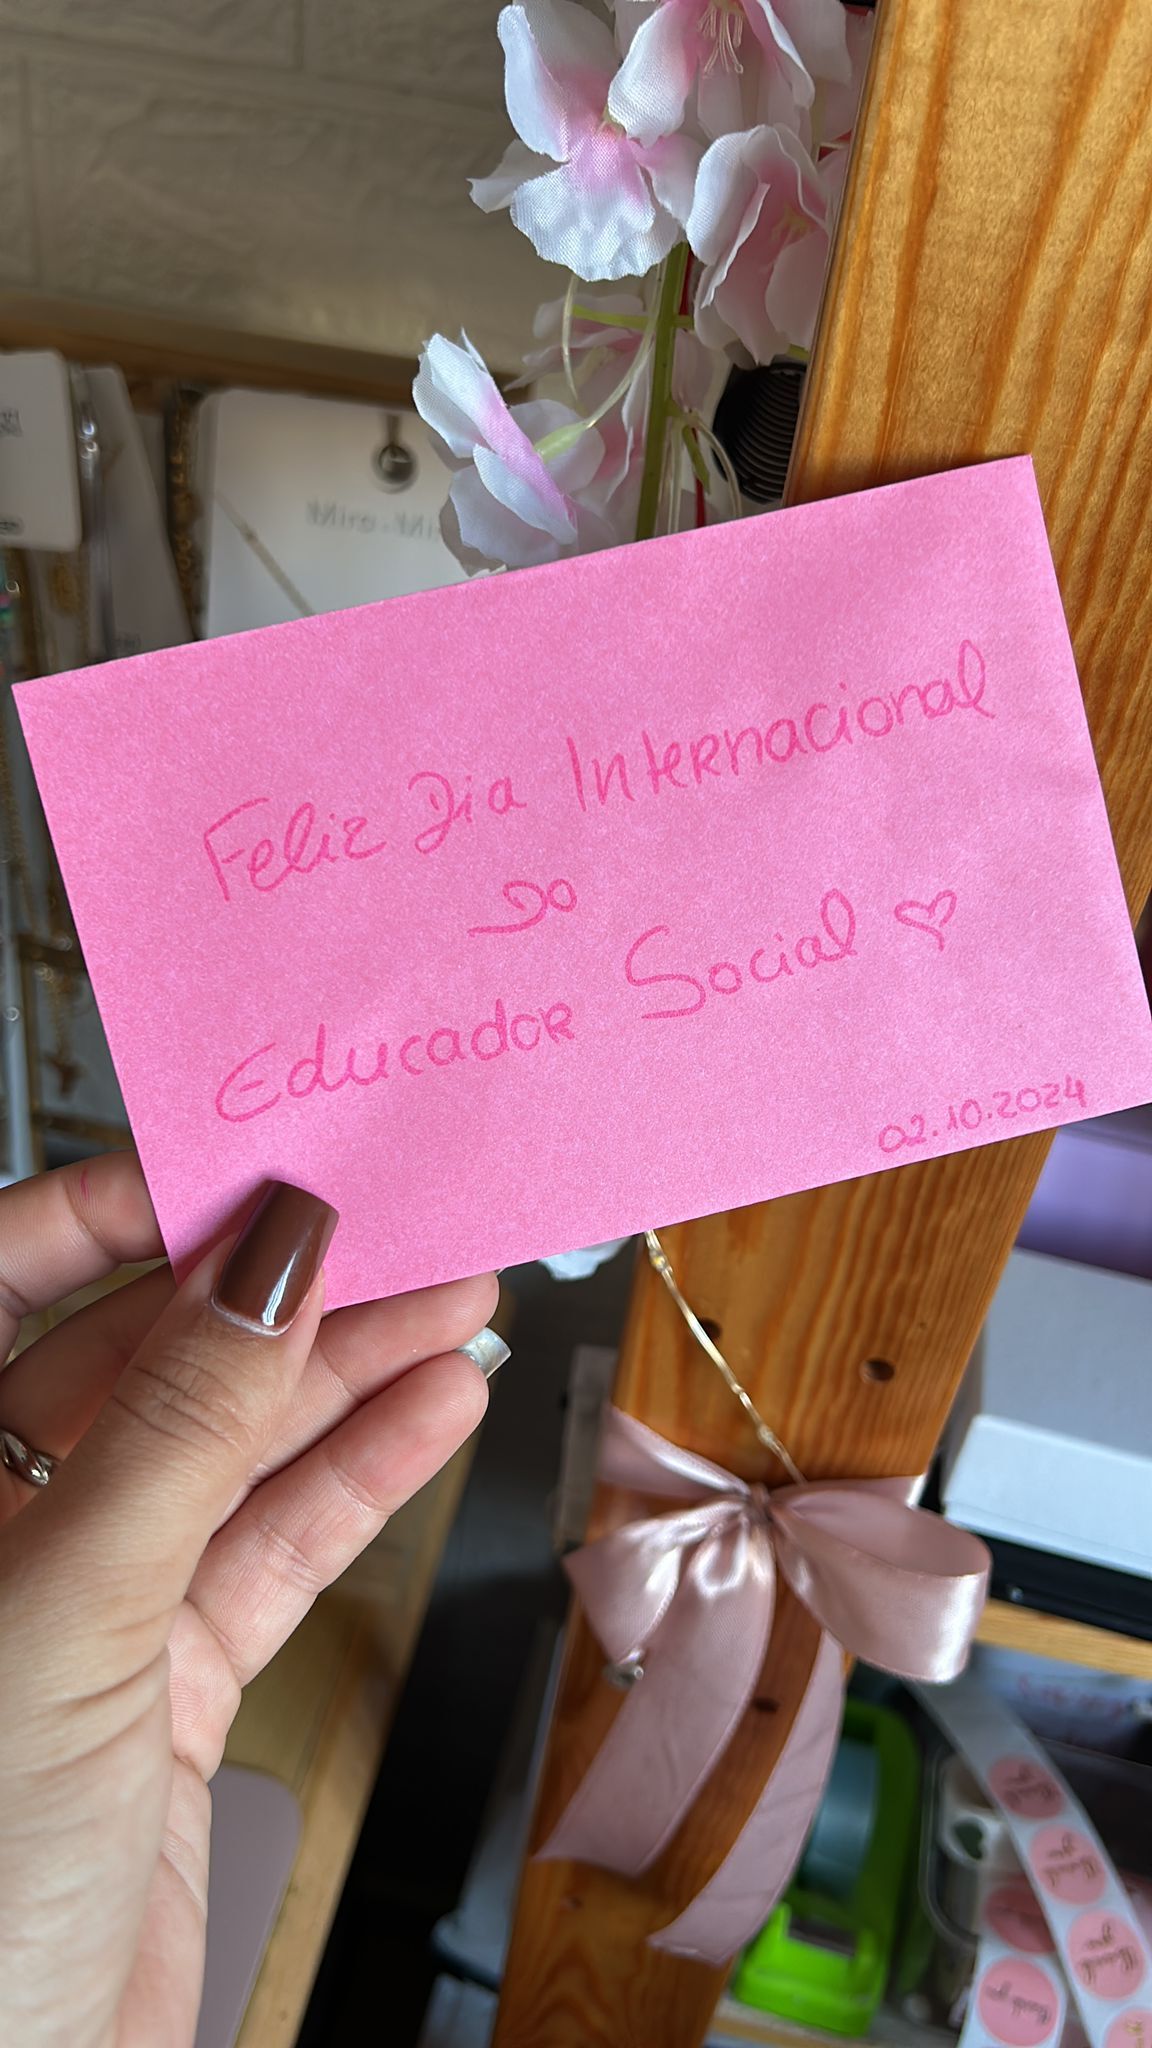 Feliz Dia Internacional
Do
Educador Social ♡
02.10.2024